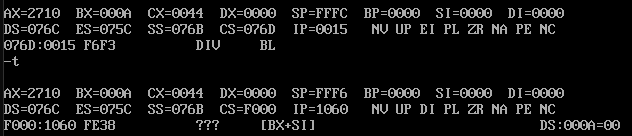 AX=2710  BX=000A  CX=0044  DX=0000  SP=FFFC  BP=0000  SI=0000  DI=0000
DS=076C  ES=075C  SS=076B  CS=076D  IP=0015   NV UP EI PL ZR NA PE NC
076D:0015 F6F3          DIV     BL
-t
AX=2710  BX=000A  CX=0044  DX=0000  SP=FFF6  BP=0000  SI=0000  DI=0000
DS=076C  ES=075C  SS=076B  CS=F000  IP=1060   NV UP DI PL ZR NA PE NC
F000:1060 FE38          ???     [BX+SI]                            DS:000A=00